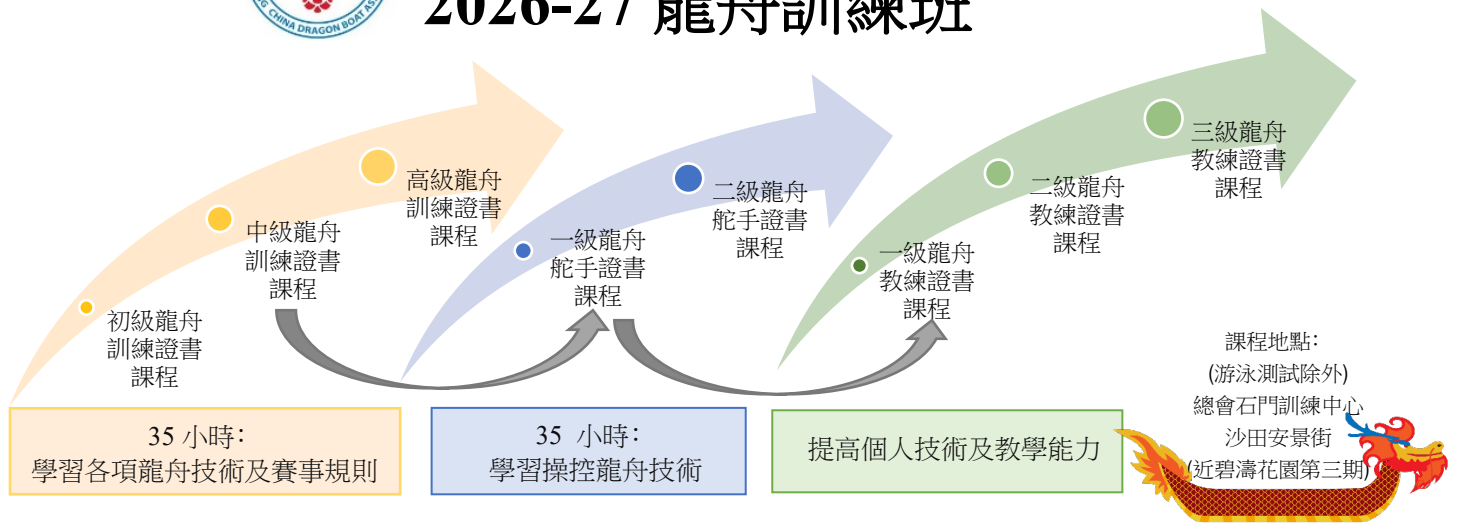 G CHINA DRAGON BOAT AS
2026-27 龍舟訓練班
初級龍舟
訓練證書
課程
中級龍舟
訓練證書
課程
高級龍舟
訓練證書
課程
一級龍舟
舵手證書
課程
二級龍舟
舵手證書
課程
一級龍舟
教練證書
課程
二級龍舟
教練證書
課程
三級龍舟
教練證書
課程
35 小時:
學習各項龍舟技術及賽事規則
35 小時:
學習操控龍舟技術
提高個人技術及教學能力
課程地點:
(游泳測試除外)
總會石門訓練中心
沙田安景街
(近碧濤花園第三期)